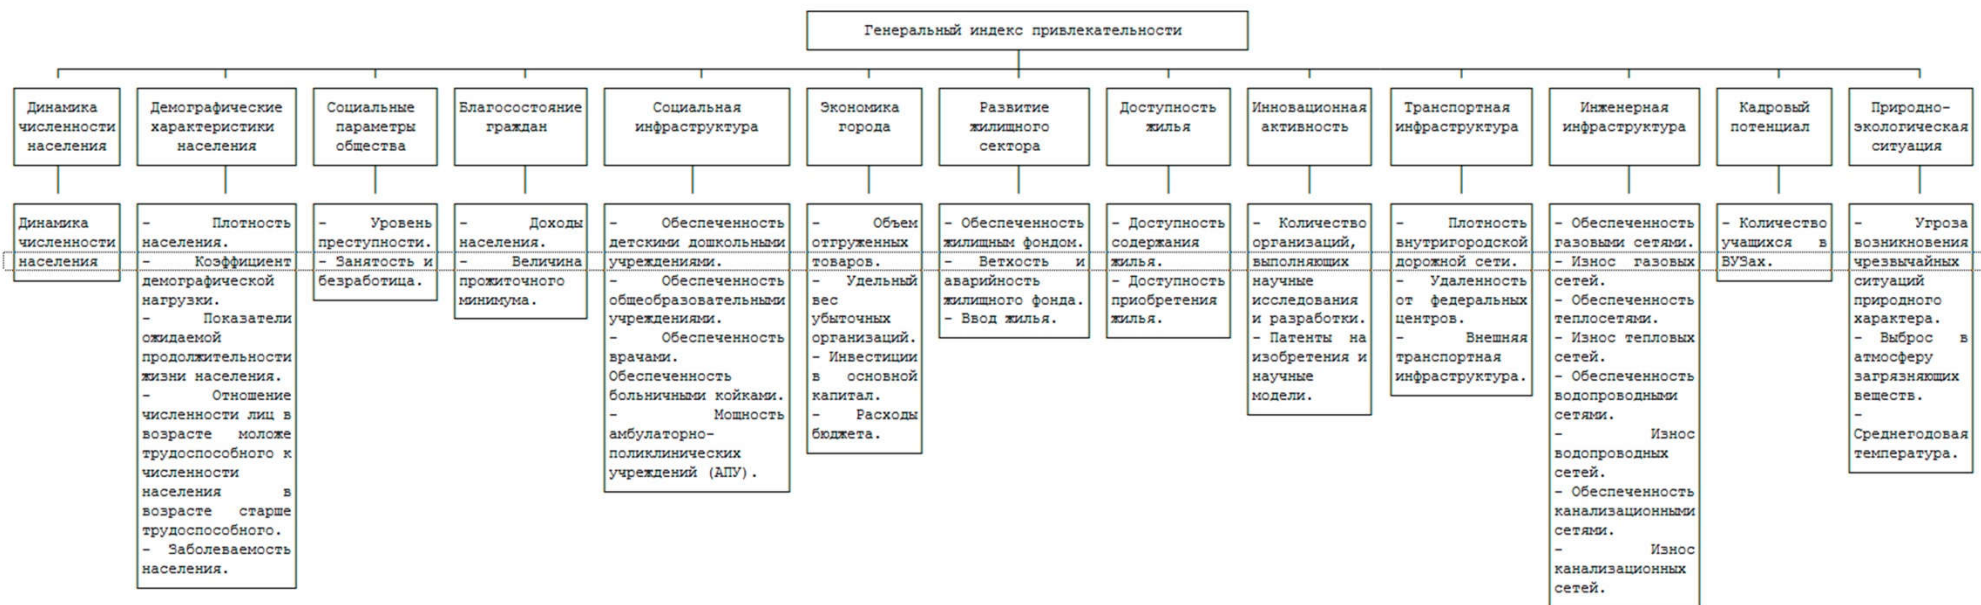 Генеральный индекс привлекательности
Динамика
численности
населения
Демографические
характеристики
населения
Социальные
параметры
общества
Благосостояние
граждан
Социальная
инфраструктура
Экономика
города
Развитие
жилищного
сектора
Доступность
жилья
Инновационная
активность
Транспортная
инфраструктура
Инженерная
инфраструктура
Кадровый
потенциал
Природно-
экологическая
ситуация
Динамика
численности
населения
- Плотность
населения.
- Коэффициент
демографической
нагрузки.
- Показатели
ожидаемой
продолжительности
жизни населения.
- Отношение
численности лиц в
возрасте моложе
трудоспособного к
численности
населения в
возрасте старше
трудоспособного.
- Заболеваемость
населения.
- Уровень
преступности.
- Занятость и
безработица.
- Доходы
населения.
- Величина
прожиточного
минимума.
- Обеспеченность
детскими дошкольными
учреждениями.
- Обеспеченность
общеобразовательными
учреждениями.
- Обеспеченность
врачами.
Обеспеченность
больничными койками.
- Мощность
амбулаторно-
поликлинических
учреждений (АПУ).
- Объем
отгруженных
товаров.
- Удельный
вес
убыточных
организаций.
- Инвестиции
в основной
капитал.
- Расходы
бюджета.
- Обеспеченность
жилищным фондом.
- Ветхость и
аварийность
жилищного фонда.
- Ввод жилья.
- Доступность
содержания
жилья.
- Доступность
приобретения
жилья.
- Количество
организаций,
выполняющих
научные
исследования
и разработки.
- Патенты на
изобретения и
научные
модели.
- Плотность
внутригородской
дорожной сети.
- Удаленность
от федеральных
центров.
- Внешняя
транспортная
инфраструктура.
- Обеспеченность
газовыми сетями.
- Износ газовых
сетей.
- Обеспеченность
теплосетями.
- Износ тепловых
сетей.
- Обеспеченность
водопроводными
сетями.
- Износ
водопроводных
сетей.
- Обеспеченность
канализационными
сетями.
- Износ
канализационных
сетей.
- Количество
учащихся в
ВУЗах.
- Угроза
возникновения
чрезвычайных
ситуаций
природного
характера.
- Выброс в
атмосферу
загрязняющих
веществ.
-
Среднегодовая
температура.